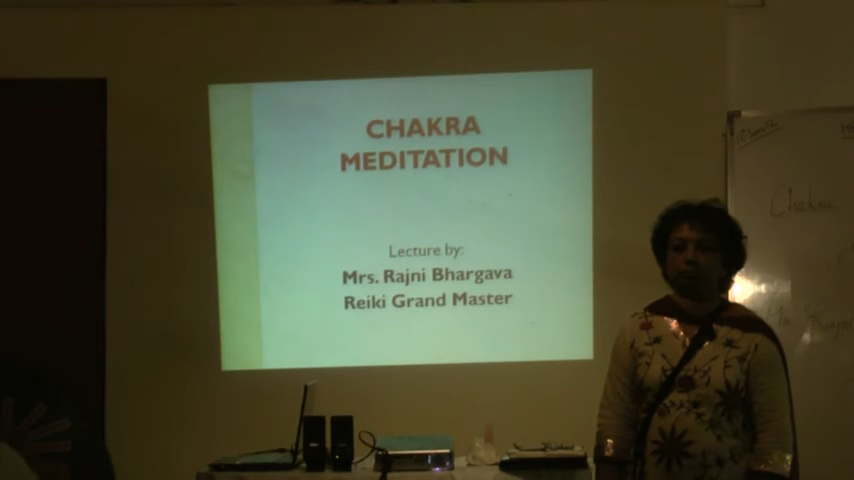 CHAKRA
MEDITATION
Lecture by:
Mrs. Rajni Bhargava
Reiki Grand Master
Chakra